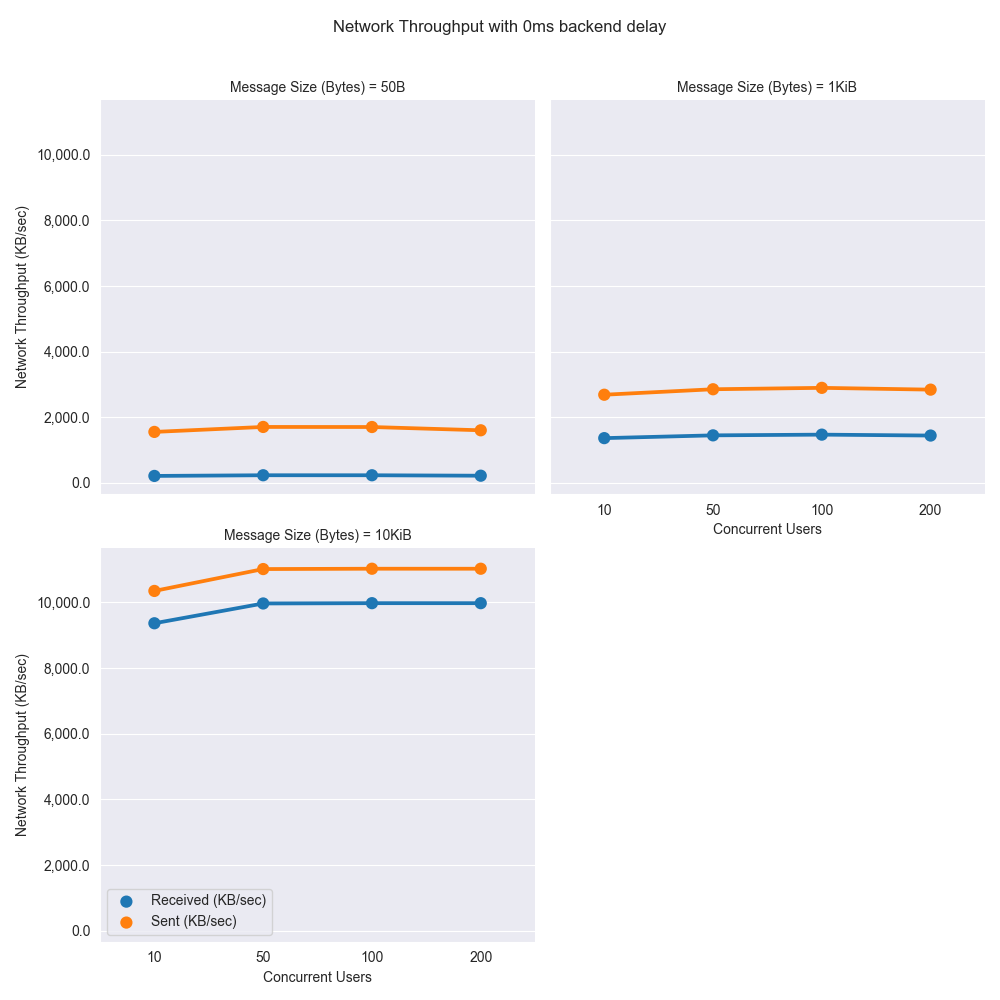 Network Throughput with 0ms backend delay
Message Size (Bytes) = 50B
Message Size (Bytes) = 1KiB
10,000.0
8,000.0
6,000.0
4,000.0
2,000.0
0.0
Network Throughput (KB/sec)
10 50 100 200
Concurrent Users
Message Size (Bytes) = 10KiB
10,000.0
8,000.0
6,000.0
4,000.0
2,000.0
0.0
Network Throughput (KB/sec)
Received (KB/sec)
Sent (KB/sec)
10 50 100 200
Concurrent Users